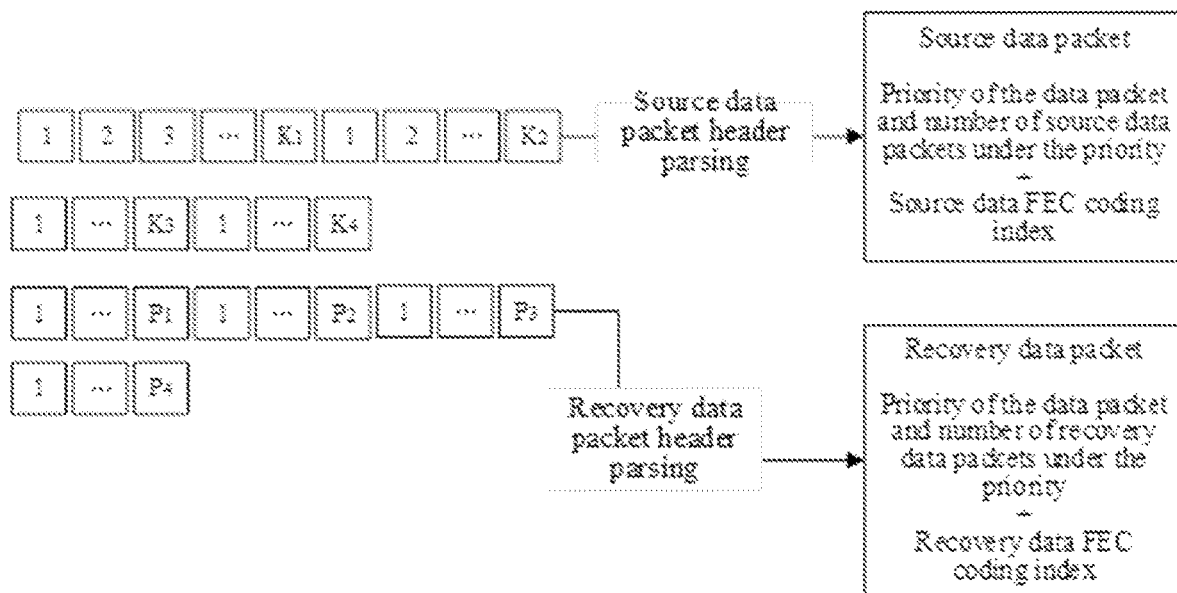 1 2 3 ... K1 1 2 ... K2
Source data
packet header
parsing
Source data packet
Priority of the data packet
and number of source data
packets under the priority
+
Source data FEC coding
index
1 ... K3 1 ... K4
1 ... P1 1 ... P2 1 ... P3
1 ... P4
Recovery data
packet header
parsing
Recovery data packet
Priority of the data packet
and number of recovery
data packets under the
priority
+
Recovery data FEC
coding index